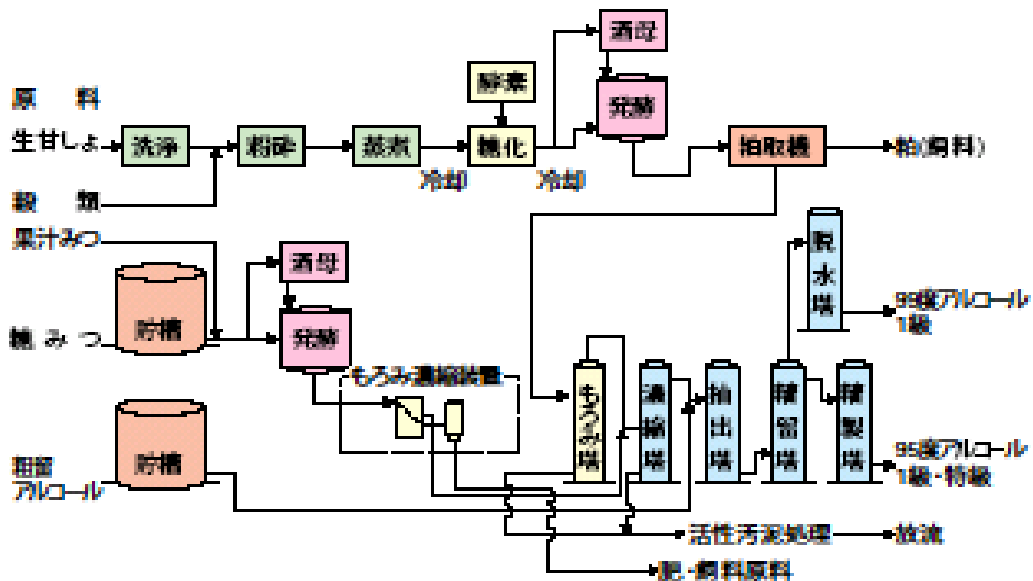 原 料
生甘しょ
洗浄
粉砕
蒸煮
冷却
酵素
糖化
冷却
酒母
発酵
抽取機
粕(飼料)
穀 類
果汁みつ
糖みつ
貯槽
酒母
発酵
もろみ濃縮装置
粗留
アルコール
貯槽
もろみ塔
濃縮塔
抽出塔
精留塔
精製塔
脱水塔
99度アルコール
1級
95度アルコール
1級・特級
活性汚泥処理
放流
肥・飼料原料